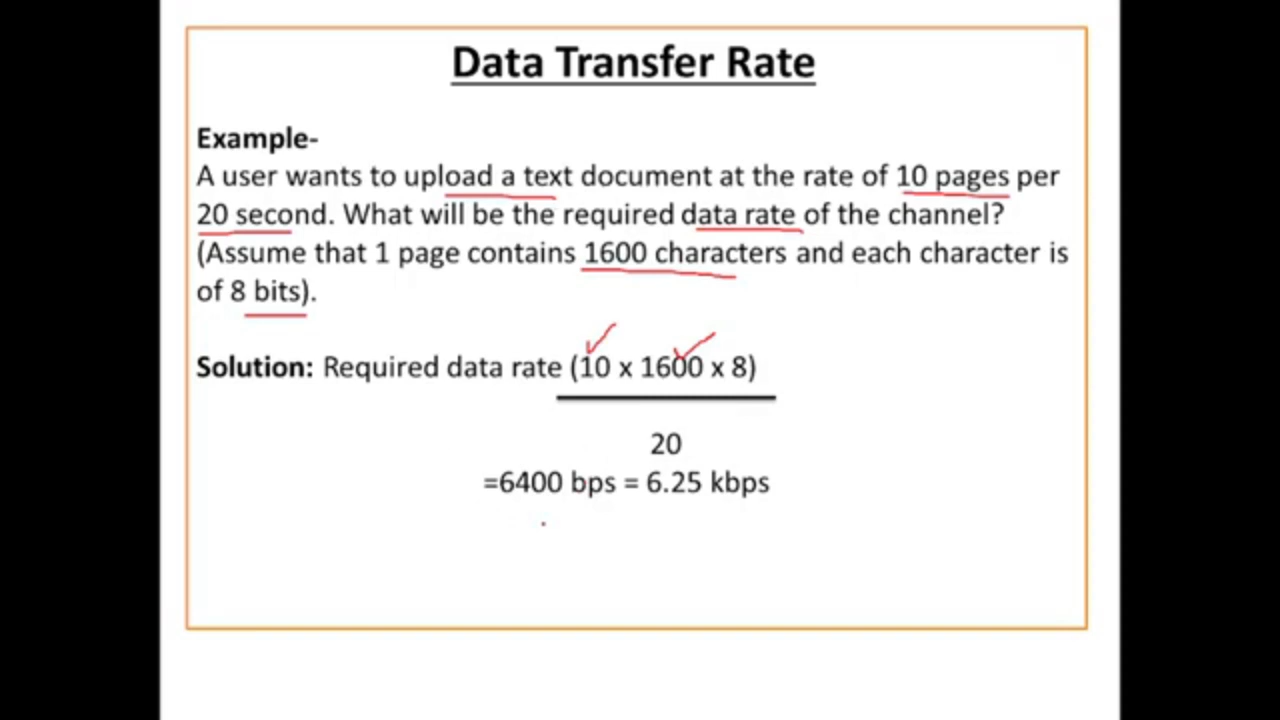 Data Transfer Rate
Example-
A user wants to upload a text document at the rate of 10 pages per
20 second. What will be the required data rate of the channel?
(Assume that 1 page contains 1600 characters and each character is
of 8 bits).
Solution: Required data rate (10 x 1600 x 8)
20
=6400 bps = 6.25 kbps